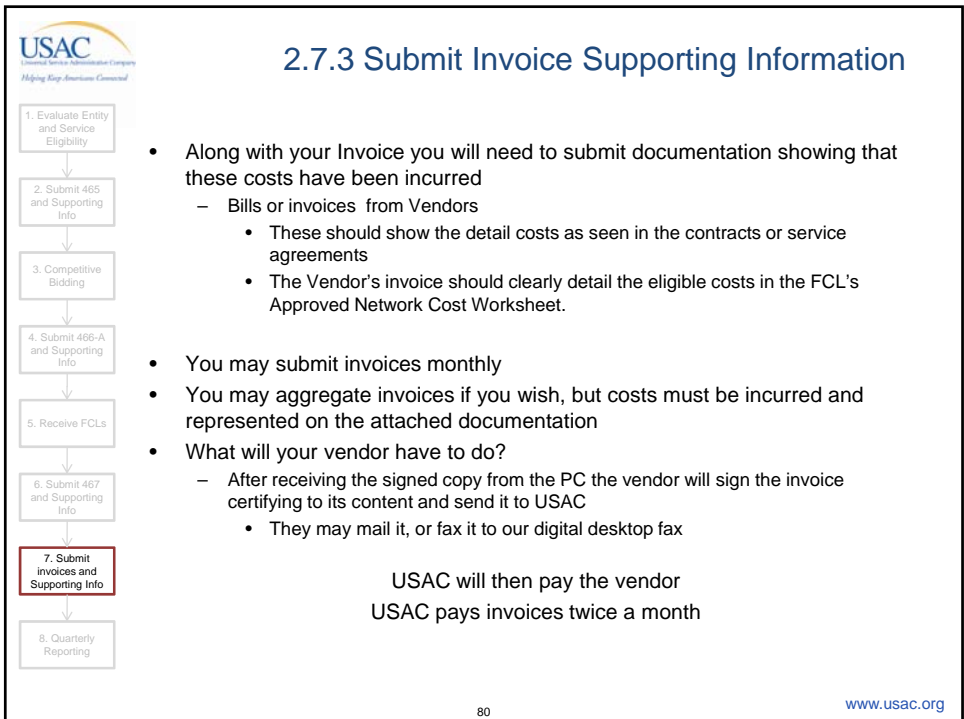 USAC
Universal Service Administrative Company
Helping Keep Americans Connected
2.7.3 Submit Invoice Supporting Information
1. Evaluate Entity
and Service
Eligibility
2. Submit 465
and Supporting
Info
3. Competitive
Bidding
4. Submit 466-A
and Supporting
Info
5. Receive FCLs
6. Submit 467
and Supporting
Info
7. Submit
invoices and
Supporting Info
8. Quarterly
Reporting
• Along with your Invoice you will need to submit documentation showing that
these costs have been incurred
– Bills or invoices from Vendors
• These should show the detail costs as seen in the contracts or service
agreements
• The Vendor's invoice should clearly detail the eligible costs in the FCL's
Approved Network Cost Worksheet.
• You may submit invoices monthly
• You may aggregate invoices if you wish, but costs must be incurred and
represented on the attached documentation
• What will your vendor have to do?
– After receiving the signed copy from the PC the vendor will sign the invoice
certifying to its content and send it to USAC
• They may mail it, or fax it to our digital desktop fax
USAC will then pay the vendor
USAC pays invoices twice a month
80
www.usac.org